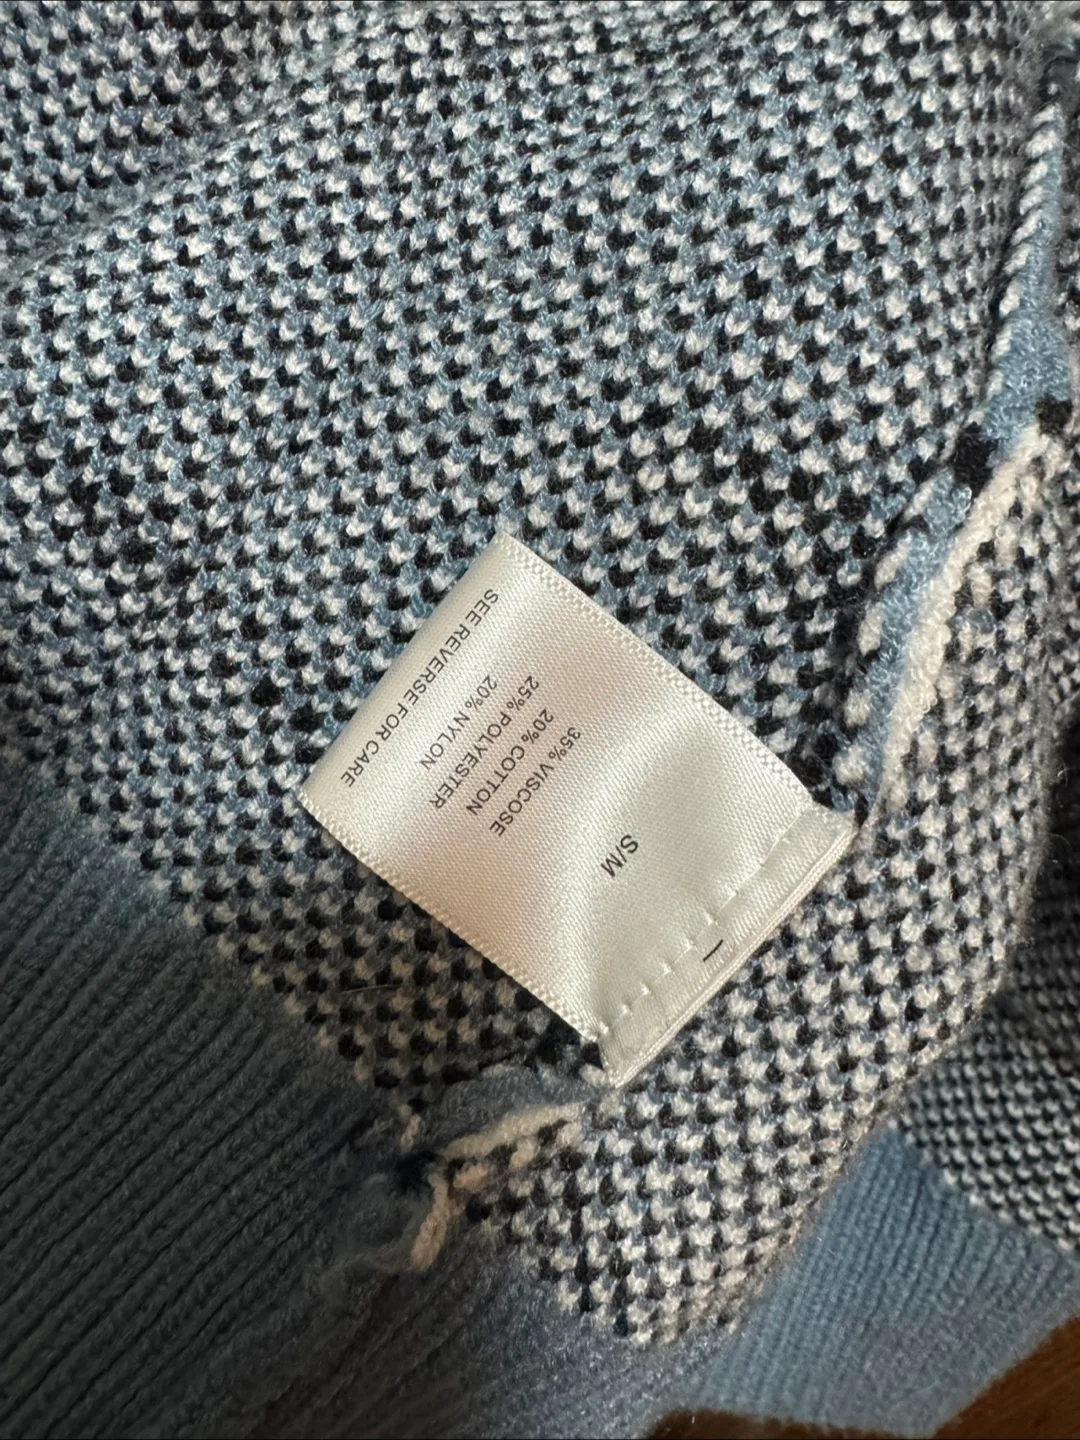 S/M
35% VISCOSE
20% COTTON
25% POLYESTER
20% NYLON
SEE REVERSE FOR CARE